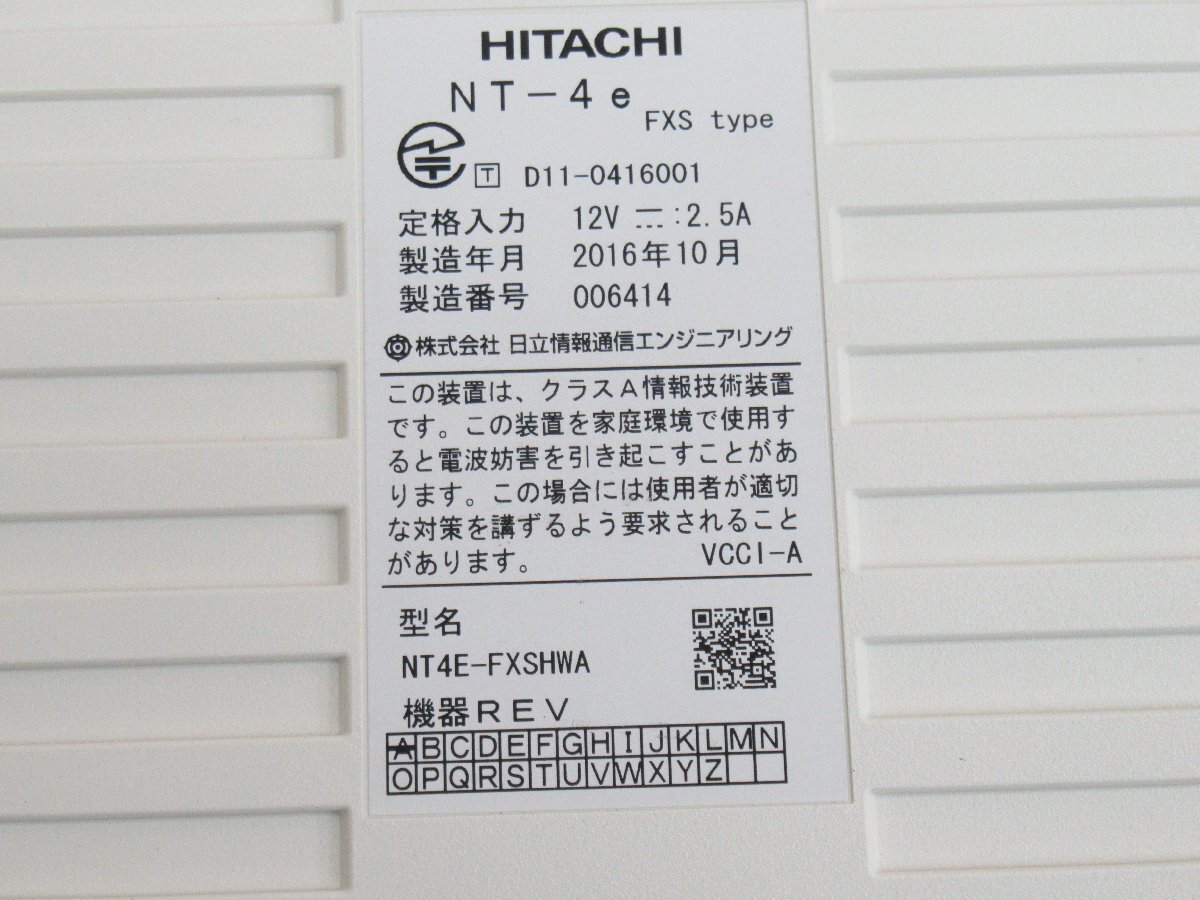 HITACHI
NT-4e
FXS type
T D11-0416001
定格入力 12V ⎓:2.5A
製造年月 2016年10月
製造番号 006414
株式会社 日立情報通信エンジニアリング
この装置は、クラスA情報技術装置
です。この装置を家庭環境で使用す
ると電波妨害を引き起こすことがあ
ります。この場合には使用者が適切
な対策を講ずるよう要求されること
があります。 VCCI-A
型名
NT4E-FXSHWA
機器REV
ABCDEFGHIJKLMN
OPQRSTUVWXYZ